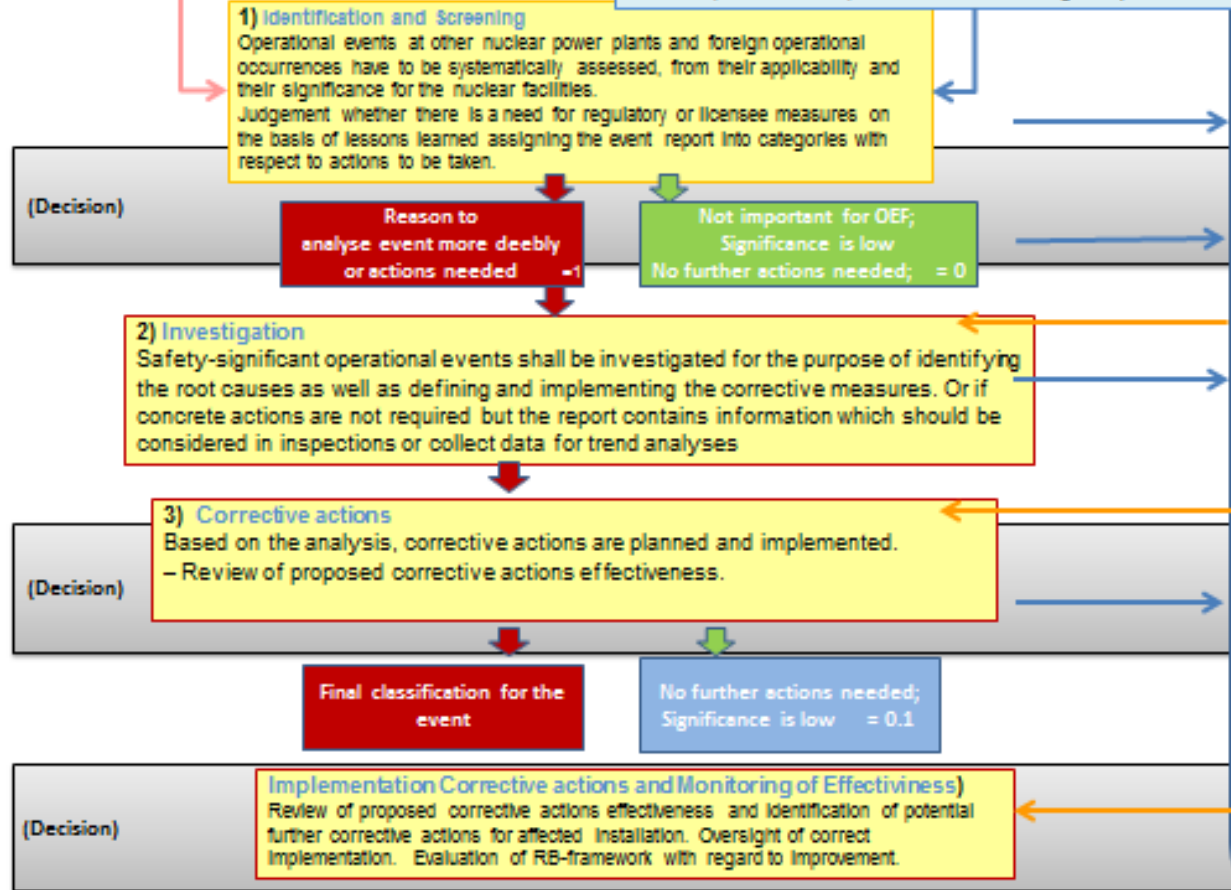 1) Identification and Screening
Operational events at other nuclear power plants and foreign operational
occurrences have to be systematically assessed, from their applicability and
their significance for the nuclear facilities.
Judgement whether there is a need for regulatory or licensee measures on
the basis of lessons learned assigning the event report into categories with
respect to actions to be taken.
(Decision)
Reason to
analyse event more deebly
or actions needed =1
Not important for OEF;
Significance is low
No further actions needed; = 0
2) Investigation
Safety-significant operational events shall be investigated for the purpose of identifying
the root causes as well as defining and implementing the corrective measures. Or if
concrete actions are not required but the report contains information which should be
considered in inspections or collect data for trend analyses
3) Corrective actions
Based on the analysis, corrective actions are planned and implemented.
– Review of proposed corrective actions effectiveness.
(Decision)
Final classification for the
event
No further actions needed;
Significance is low = 0.1
Implementation Corrective actions and Monitoring of Effectiviness)
Review of proposed corrective actions effectiveness and identification of potential
further corrective actions for affected installation. Oversight of correct
implementation. Evaluation of RB-framework with regard to improvement.
(Decision)